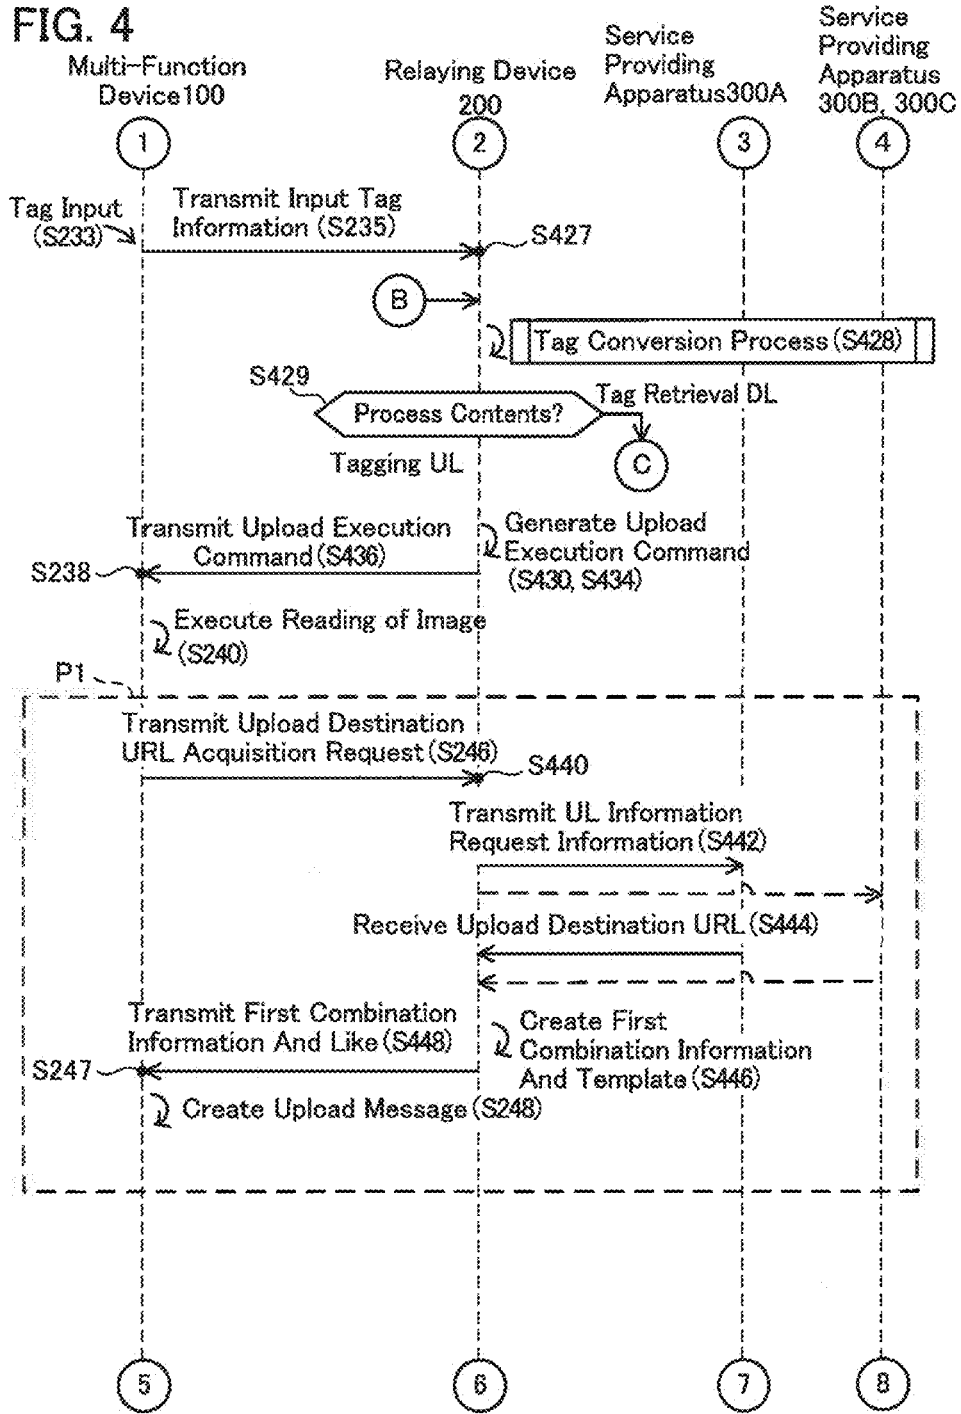 FIG. 4
Multi-Function
Device100
Relaying Device
200
Service
Providing
Apparatus300A
Service
Providing
Apparatus
300B, 300C
1
2
3
4
Tag Input
(S233)
Transmit Input Tag
Information (S235)
S427
B
Tag Conversion Process(S428)
S429
Process Contents?
Tag Retrieval DL
C
Tagging UL
Transmit Upload Execution
Command(S436)
Generate Upload
Execution Command
(S430, S434)
S238
Execute Reading of Image
(S240)
P1
Transmit Upload Destination
URL Acquisition Request(S246)
S440
Transmit UL Information
Request Information(S442)
Receive Upload Destination URL(S444)
Transmit First Combination
Information And Like(S448)
Create First
Combination Information
And Template(S446)
S247
Create Upload Message(S248)
5
6
7
8